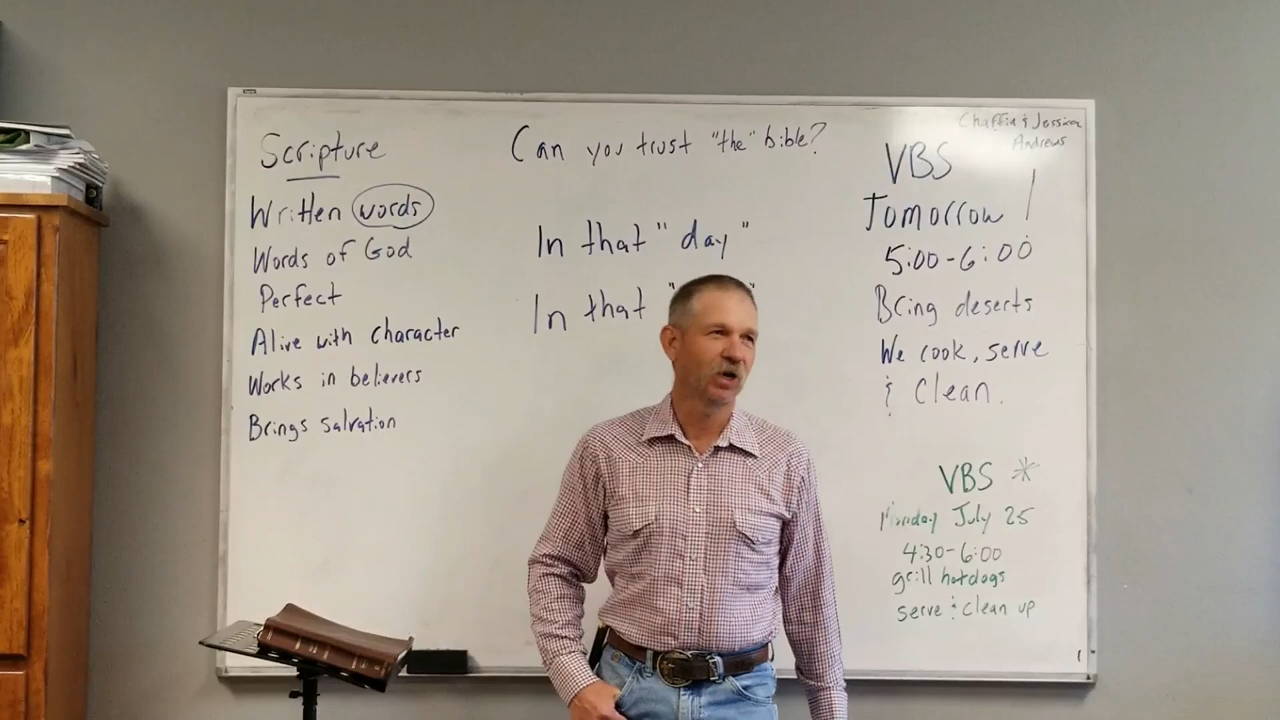 Scripture
Written words
Words of God
Perfect
Alive with character
Works in believers
Brings salvation
Can you trust "the" bible?
In that "day"
In that "
Chaffin & Jessica
Andrews
VBS
Tomorrow!
5:00-6:00
Bring deserts
We cook, serve
& Clean.
VBS *
Monday July 25
4:30-6:00
grill hotdogs
serve & clean up